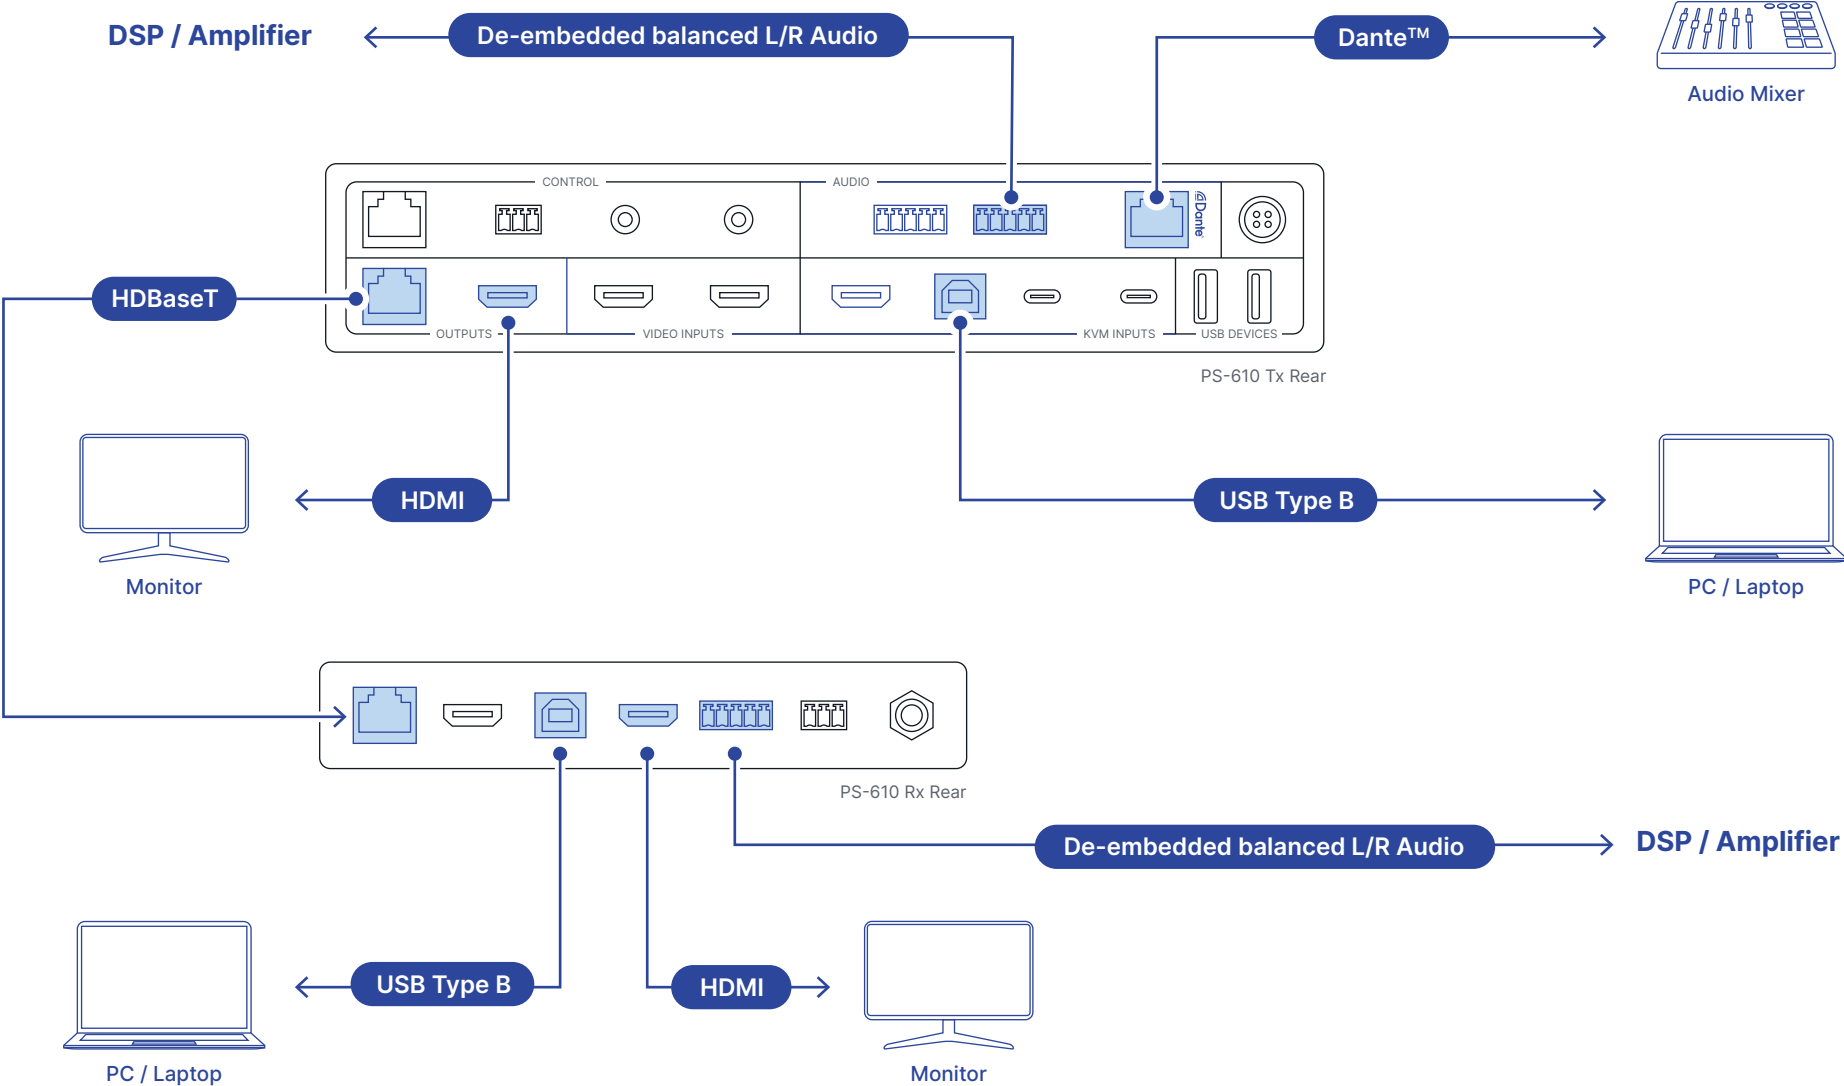 DSP / Amplifier
De-embedded balanced L/R Audio
Dante™
Audio Mixer
CONTROL
AUDIO
Dante
HDBaseT
OUTPUTS
VIDEO INPUTS
KVM INPUTS
USB DEVICES
PS-610 Tx Rear
HDMI
USB Type B
Monitor
PC / Laptop
PS-610 Rx Rear
De-embedded balanced L/R Audio
DSP / Amplifier
USB Type B
HDMI
PC / Laptop
Monitor